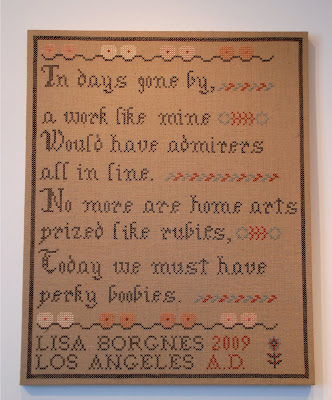 In days gone by,
a work like mine
Would have admirers
all in line.
No more are home arts
prized like rubies,
Today we must have
perky boobies.
LISA BORGNES 2009
LOS ANGELES A.D.